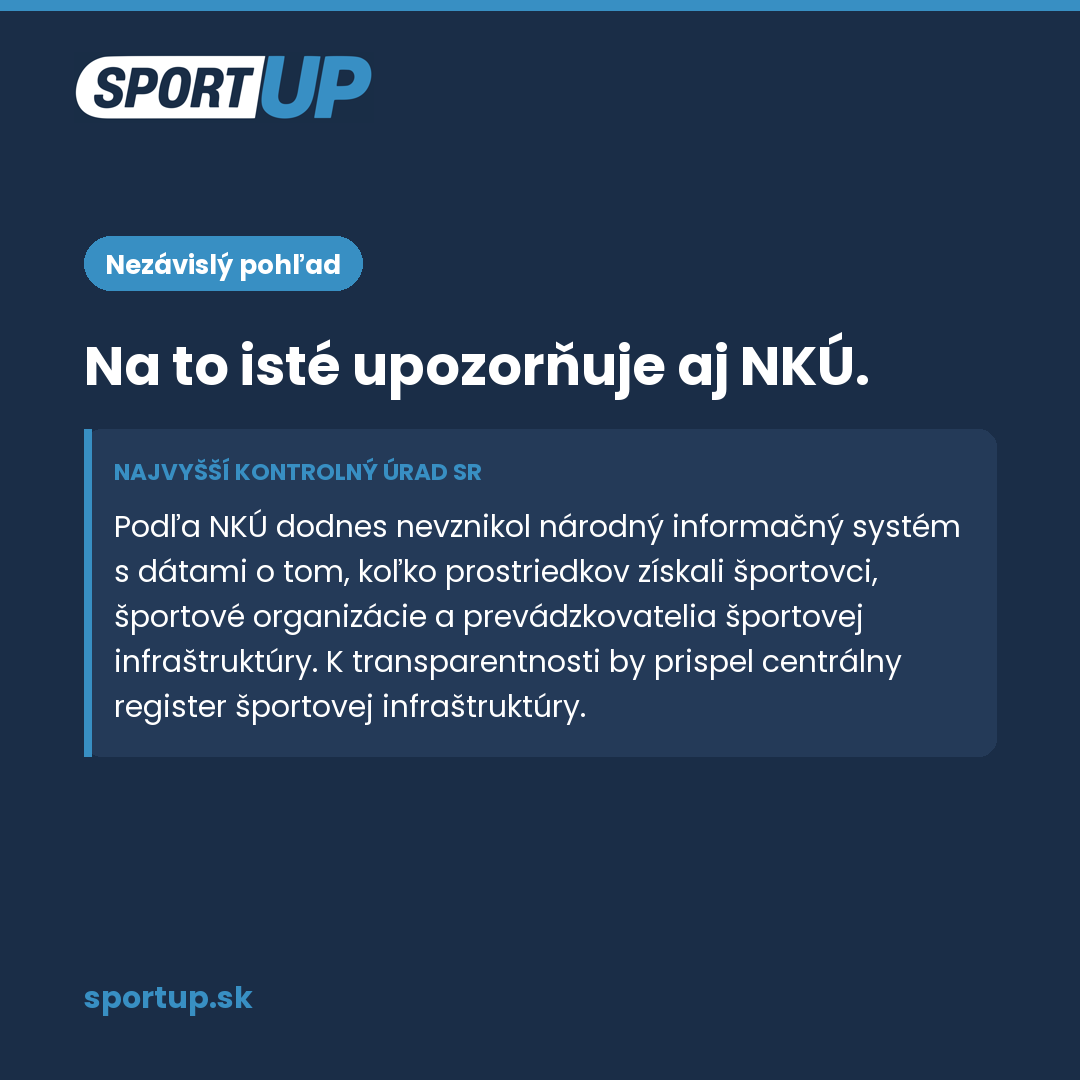 SPORTUP
Nezávislý pohľad
Na to isté upozorňuje aj NKÚ.
NAJVYŠŠÍ KONTROLNÝ ÚRAD SR
Podľa NKÚ dodnes nevznikol národný informačný systém
s dátami o tom, koľko prostriedkov získali športovci,
športové organizácie a prevádzkovatelia športovej
infraštruktúry. K transparentnosti by prispel centrálny
register športovej infraštruktúry.
sportup.sk